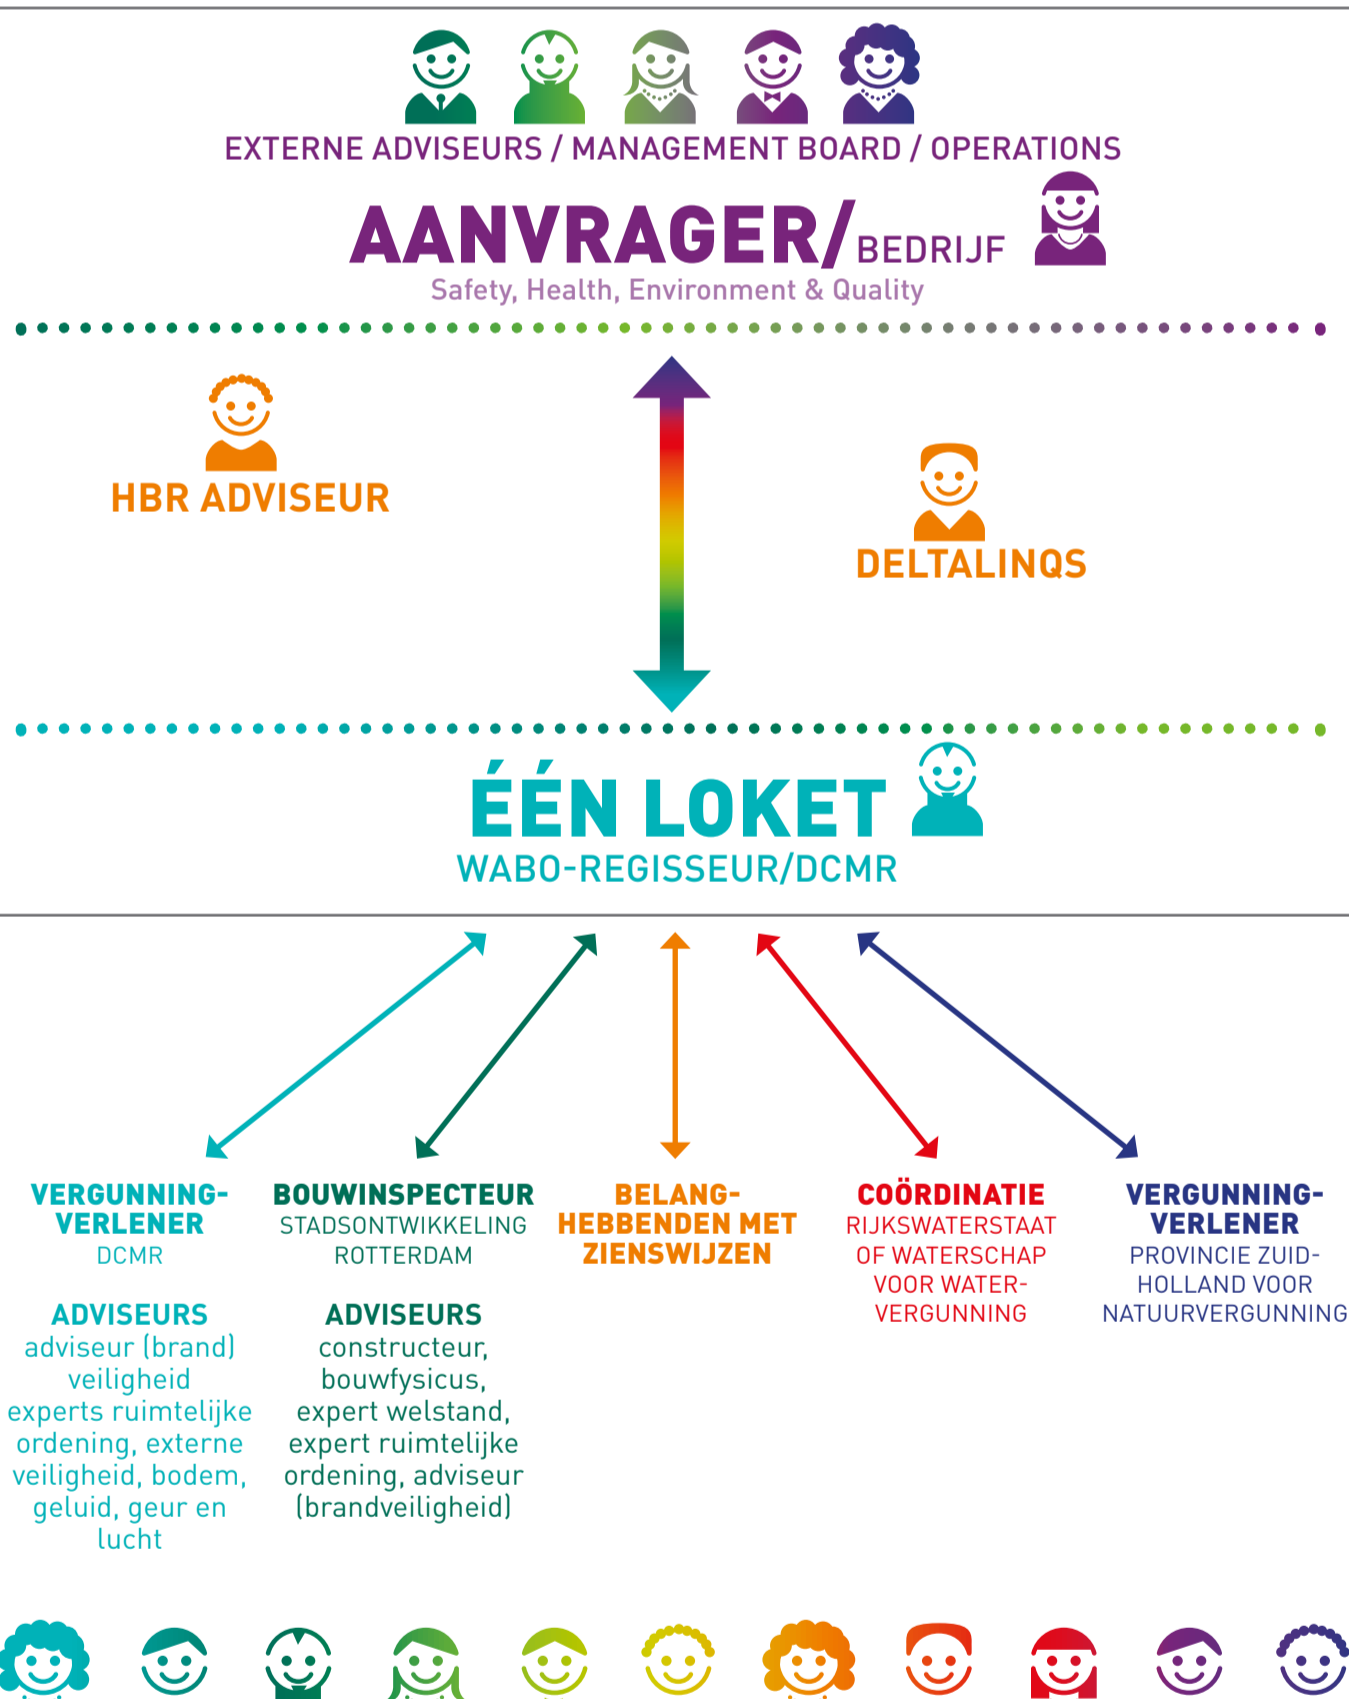 EXTERNE ADVISEURS / MANAGEMENT BOARD / OPERATIONS
AANVRAGER/BEDRIJF
Safety, Health, Environment & Quality
HBR ADVISEUR
DELTALINQS
ÉÉN LOKET
WABO-REGISSEUR/DCMR
VERGUNNING-
VERLENER
DCMR
ADVISEURS
adviseur (brand)
veiligheid
experts ruimtelijke
ordening, externe
veiligheid, bodem,
geluid, geur en
lucht
BOUWINSPECTEUR
STADSONTWIKKELING
ROTTERDAM
ADVISEURS
constructeur,
bouwfysicus,
expert welstand,
expert ruimtelijke
ordening, adviseur
(brandveiligheid)
BELANG-
HEBBENDEN MET
ZIENSWIJZEN
COÖRDINATIE
RIJKSWATERSTAAT
OF WATERSCHAP
VOOR WATER-
VERGUNNING
VERGUNNING-
VERLENER
PROVINCIE ZUID-
HOLLAND VOOR
NATUURVERGUNNING